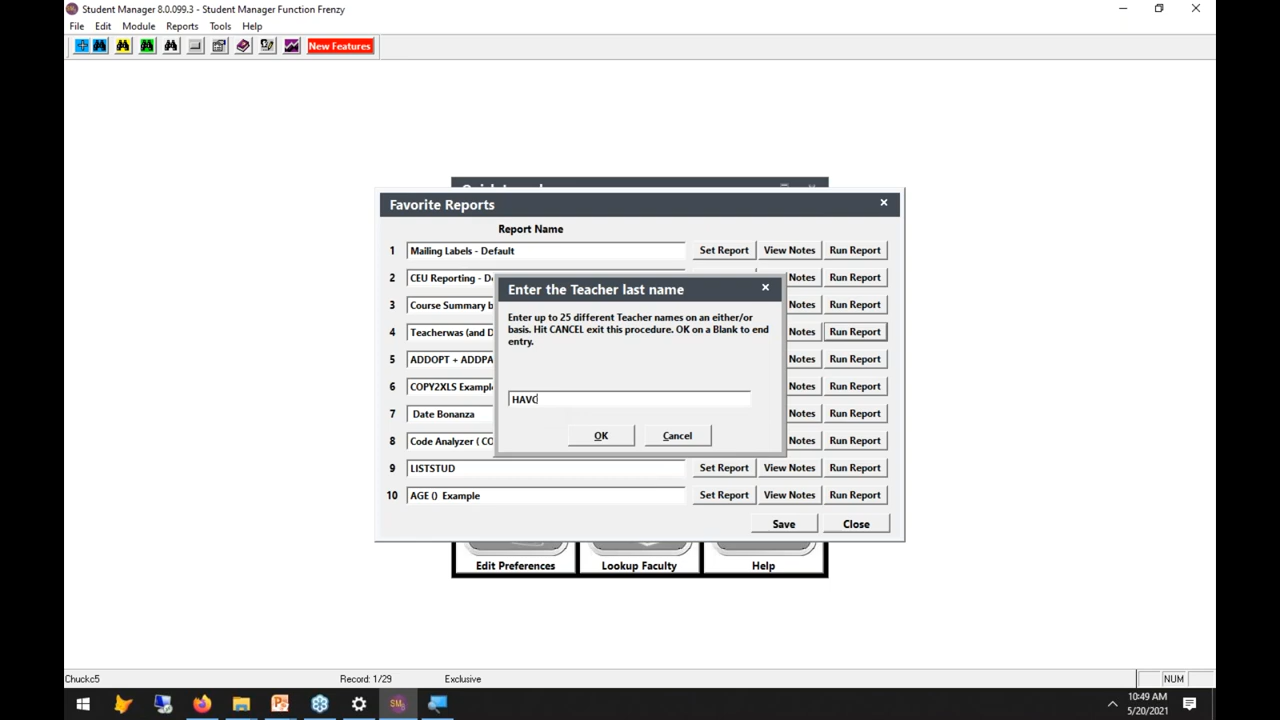 Student Manager 8.0.099.3 - Student Manager Function Frenzy
File Edit Module Reports Tools Help
New Features
Favorite Reports
Report Name
1 Mailing Labels - Default Set Report View Notes Run Report
2 CEU Reporting - Notes Run Report
3 Course Summary Notes Run Report
4 Teacherwas (and Notes Run Report
5 ADDOPT + Notes Run Report
6 COPY2XLS Notes Run Report
7 Date Bonanza Notes Run Report
8 Code Analyzer ( Notes Run Report
9 LISTSTUD Set Report View Notes Run Report
10 AGE () Example Set Report View Notes Run Report
Save Close
Enter the Teacher last name
Enter up to 25 different Teacher names on an either/or
basis. Hit CANCEL exit this procedure. OK on a Blank to end
entry.
HAVC
OK Cancel
Edit Preferences Lookup Faculty Help
Chuckc5 Record: 1/29 Exclusive NUM
10:49 AM
5/20/2021